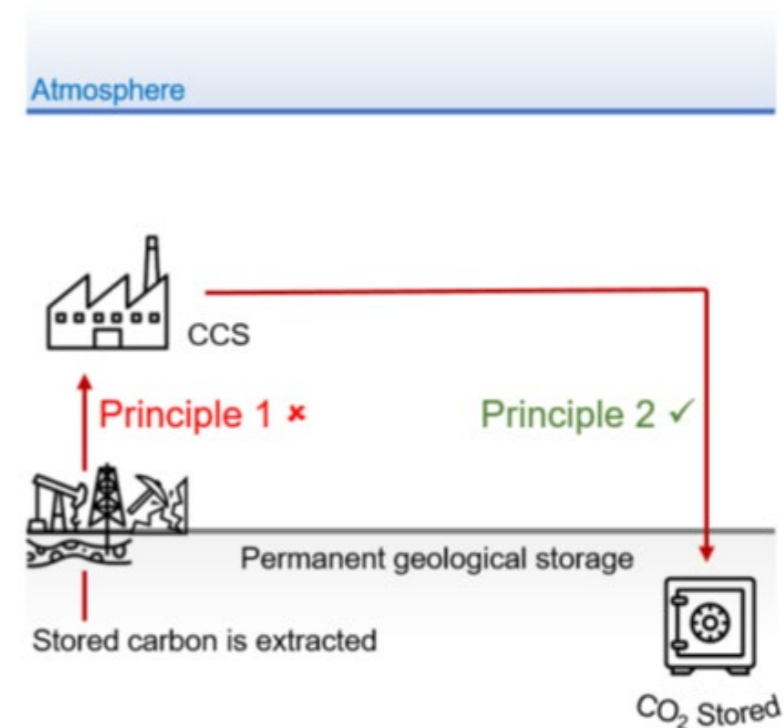 Atmosphere
CCS
Principle 1 ×
Principle 2 ✓
Permanent geological storage
Stored carbon is extracted
CO₂ Stored